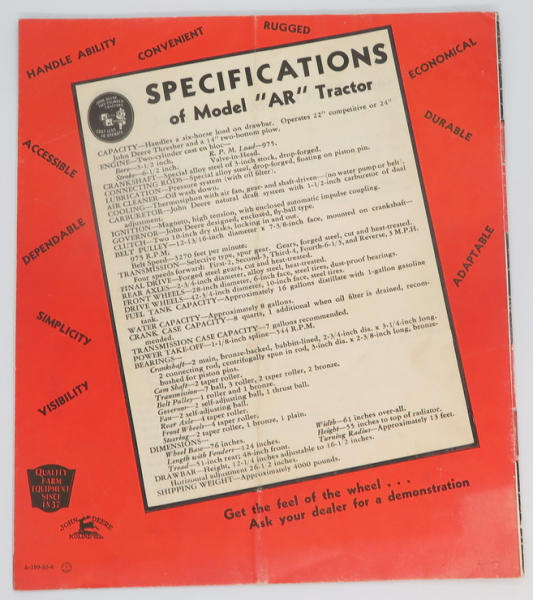 HANDLE ABILITY
CONVENIENT
RUGGED
ECONOMICAL
DURABLE
ACCESSIBLE
DEPENDABLE
ADAPTABLE
SIMPLICITY
VISIBILITY
SPECIFICATIONS
of Model "AR" Tractor
CAPACITY—Handles a six-horse load on drawbar. Operates 22" competitive or 24"
John Deere Thresher and a 14" two-bottom plow.
ENGINE—Two-cylinder cast en bloc—
Bore—5-1/2 inch. R. P. M. Load—975.
Stroke—6-1/2 inch. Valve-in-Head.
CRANKSHAFT—Special alloy steel of 3-inch stock, drop-forged.
CONNECTING RODS—Special alloy steel, drop-forged, floating on piston pin.
LUBRICATION—Pressure system (with oil filter).
AIR CLEANER—Oil wash down.
COOLING—Thermosiphon with air fan, gear- and shaft-driven—(no water pump or belt).
CARBURETOR—John Deere natural draft system with 1-1/2-inch carburetor of dual
adjustment.
IGNITION—Magneto, high tension, with enclosed automatic impulse coupling.
GOVERNOR—John Deere designed, enclosed, fly-ball type.
CLUTCH—Two 10-inch dry disks, locking in and out.
BELT PULLEY—12-13/16-inch diameter x 7-3/8-inch face, mounted on crankshaft—
975 R.P.M.
Belt Speed—3270 feet per minute.
TRANSMISSION—Selective type, spur gear. Gears, forged steel, cut and heat-treated.
Four speeds forward: First-2, Second-3, Third-4, Fourth-6-1/3, and Reverse, 3 M.P.H.
FINAL DRIVE—Forged steel gears, cut and heat-treated.
REAR AXLES—2-3/4-inch diameter, alloy steel, heat-treated.
FRONT WHEELS—28-inch diameter, 6-inch face, steel tires, dust-proof bearings.
DRIVE WHEELS—42-3/4-inch diameter, 10-inch face, steel tires.
FUEL TANK CAPACITY—Approximately 16 gallons distillate with 1-gallon gasoline
tank.
WATER CAPACITY—Approximately 8 gallons.
CRANK CASE CAPACITY—8 quarts, 1 additional when oil filter is drained, recom-
mended.
TRANSMISSION CASE CAPACITY—7 gallons recommended.
POWER TAKE-OFF—1-1/8-inch spline—544 R.P.M.
BEARINGS—
Crankshaft—2 main, bronze-backed, babbitt-lined, 2-3/4-inch dia. x 3-1/4-inch long.
2 connecting rod, centrifugally spun in rod, 3-inch dia. x 2-3/8-inch long, bronze-
bushed for piston pins.
Cam Shaft—2 taper roller.
Transmission—7 ball, 3 roller, 2 taper roller, 2 bronze.
Belt Pulley—1 roller and 1 bronze.
Governor—2 self-adjusting ball, 1 thrust ball.
Fan—2 self-adjusting ball.
Rear Axle—4 taper roller.
Front Wheels—4 taper roller.
Steering—2 taper roller, 1 bronze, 1 plain.
DIMENSIONS—
Wheel Base—76 inches. Width—61 inches over-all.
Length with Fenders—124 inches. Height—55 inches to top of radiator.
Tread—51-inch rear; 48-inch front. Turning Radius—Approximately 13 feet.
DRAWBAR—Height, 12-1/4 inches adjustable to 16-1/2 inches.
Horizontal adjustment 26-1/2 inches.
SHIPPING WEIGHT—Approximately 4000 pounds.
Get the feel of the wheel . . .
Ask your dealer for a demonstration
QUALITY
FARM
EQUIPMENT
SINCE
1837
JOHN DEERE
MOLINE, ILL.